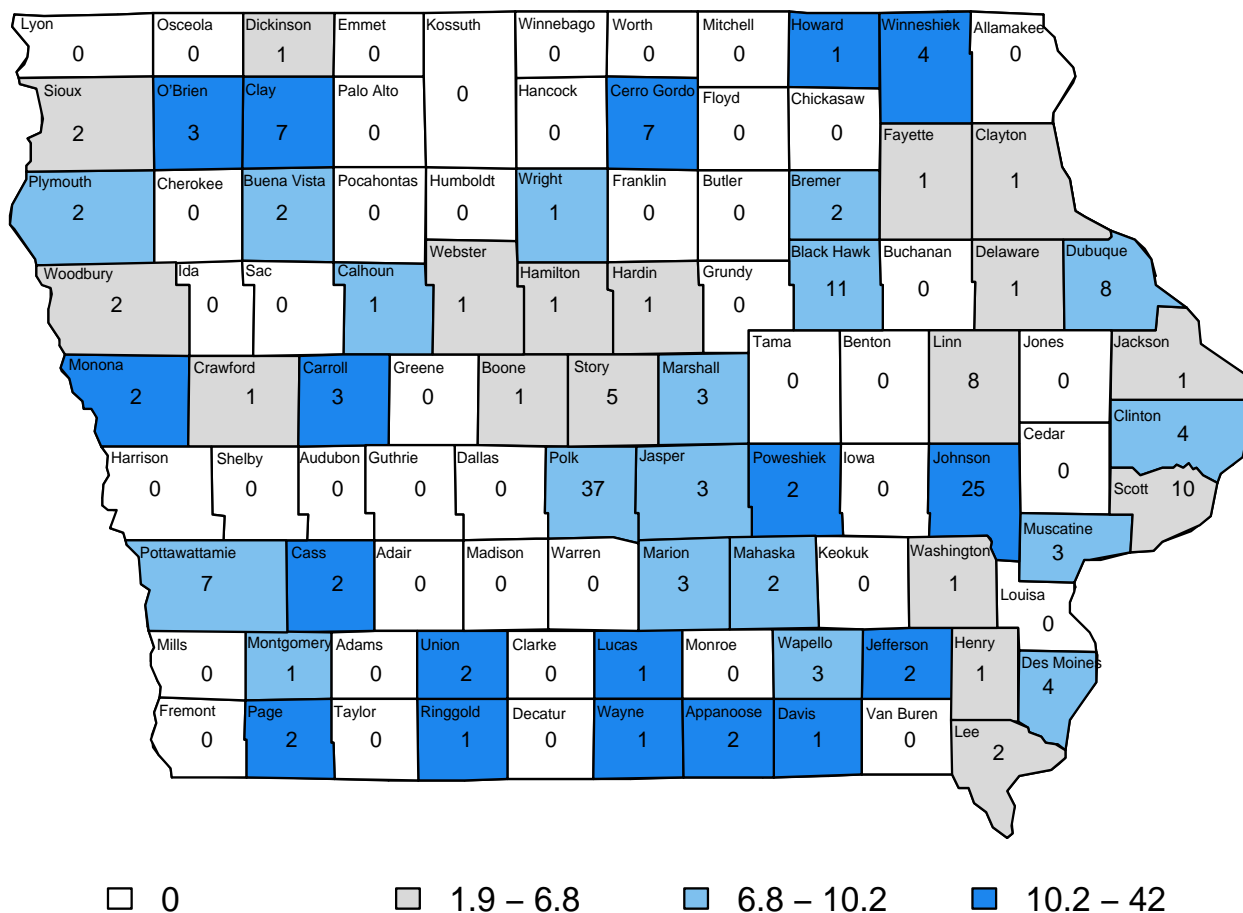 Lyon Osceola Dickinson Emmet Kossuth Winnebago Worth Mitchell Howard Winneshiek Allamakee
0 0 1 0 0 0 0 0 1 4 0
Sioux O'Brien Clay Palo Alto Hancock Cerro Gordo Floyd Chickasaw Fayette Clayton
2 3 7 0 0 7 0 0 1 1
Plymouth Cherokee Buena Vista Pocahontas Humboldt Wright Franklin Butler Bremer
2 0 2 0 0 1 0 0 2
Woodbury Ida Sac Calhoun Webster Hamilton Hardin Grundy Black Hawk Buchanan Delaware Dubuque
2 0 0 1 1 1 1 0 11 0 1 8
Monona Crawford Carroll Greene Boone Story Marshall Tama Benton Linn Jones Jackson
2 1 3 0 1 5 3 0 0 8 0 1
Clinton
4
Harrison Shelby Audubon Guthrie Dallas Polk Jasper Poweshiek Iowa Johnson Cedar Scott
0 0 0 0 0 37 3 2 0 25 0 10
Pottawattamie Cass Adair Madison Warren Marion Mahaska Keokuk Washington Muscatine
7 2 0 0 0 3 2 0 1 3
Louisa
0
Mills Montgomery Adams Union Clarke Lucas Monroe Wapello Jefferson Henry Des Moines
0 1 0 2 0 1 0 3 2 1 4
Fremont Page Taylor Ringgold Decatur Wayne Appanoose Davis Van Buren Lee
0 2 0 1 0 1 2 1 0 2
0 1.9 – 6.8 6.8 – 10.2 10.2 – 42